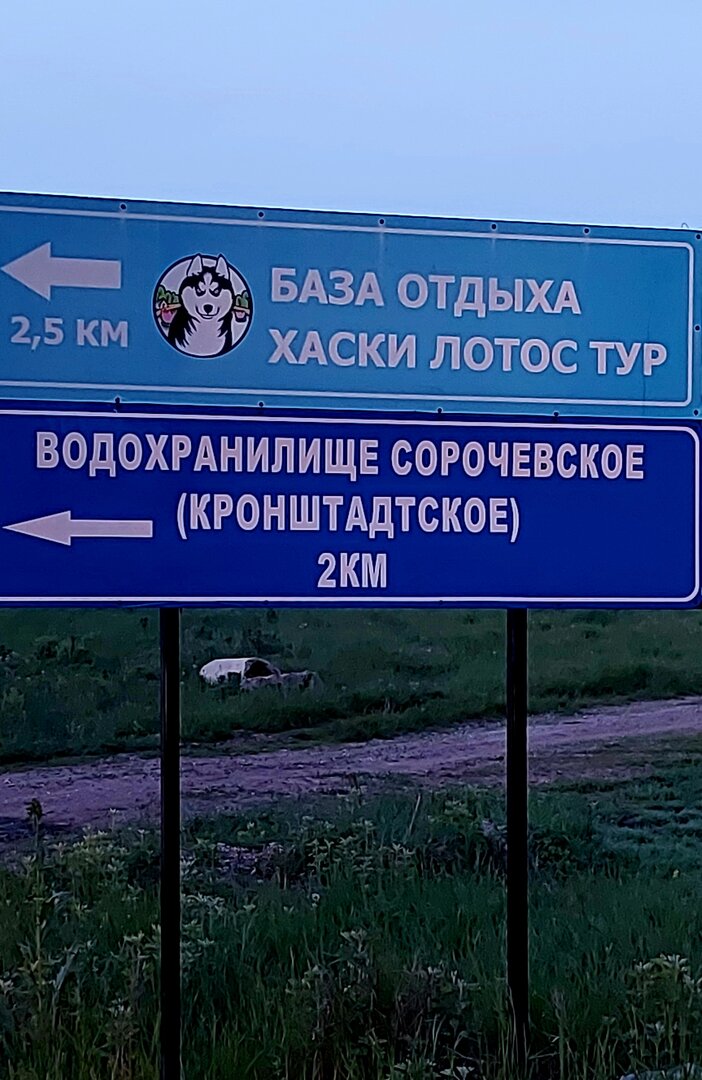 БАЗА ОТДЫХА
ХАСКИ ЛОТОС ТУР
2,5 КМ
ВОДОХРАНИЛИЩЕ СОРОЧЕВСКОЕ
(КРОНШТАДТСКОЕ)
2КМ